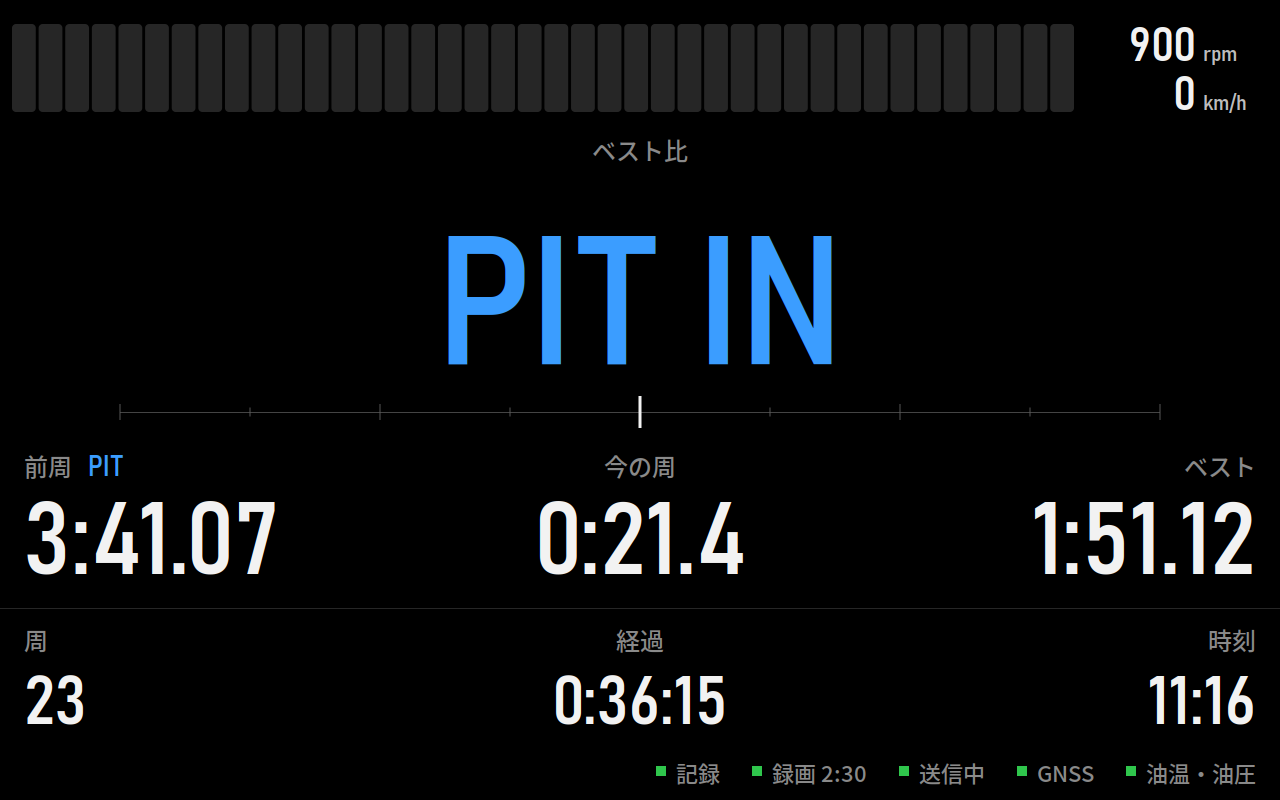 900 rpm
0 km/h
ベスト比
PIT IN
前周 PIT 今の周 ベスト
3:41.07 0:21.4 1:51.12
周 経過 時刻
23 0:36:15 11:16
記録 録画 2:30 送信中 GNSS 油温・油圧